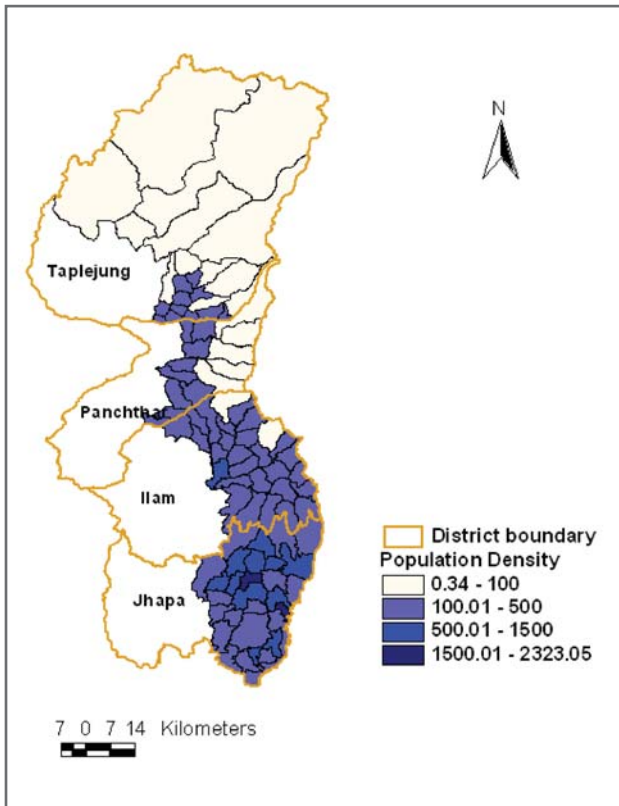 N
Taplejung
Panchthar
Ilam
Jhapa
District boundary
Population Density
0.34 - 100
100.01 - 500
500.01 - 1500
1500.01 - 2323.05
7 0 7 14 Kilometers